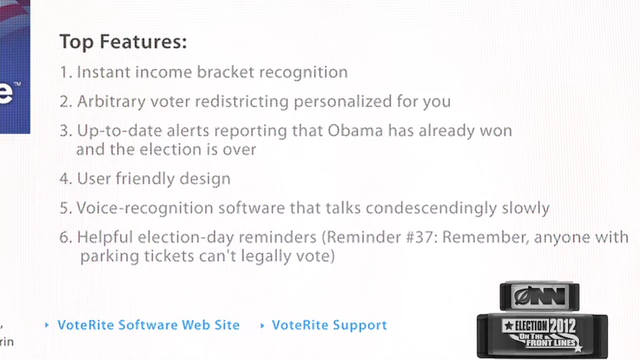 Top Features:
1. Instant income bracket recognition
2. Arbitrary voter redistricting personalized for you
3. Up-to-date alerts reporting that Obama has already won
and the election is over
4. User friendly design
5. Voice-recognition software that talks condescendingly slowly
6. Helpful election-day reminders (Reminder #37: Remember, anyone with
parking tickets can't legally vote)
e™
VoteRite Software Web Site
VoteRite Support
rin
ONN
ELECTION 2012
ON THE
FRONT LINES